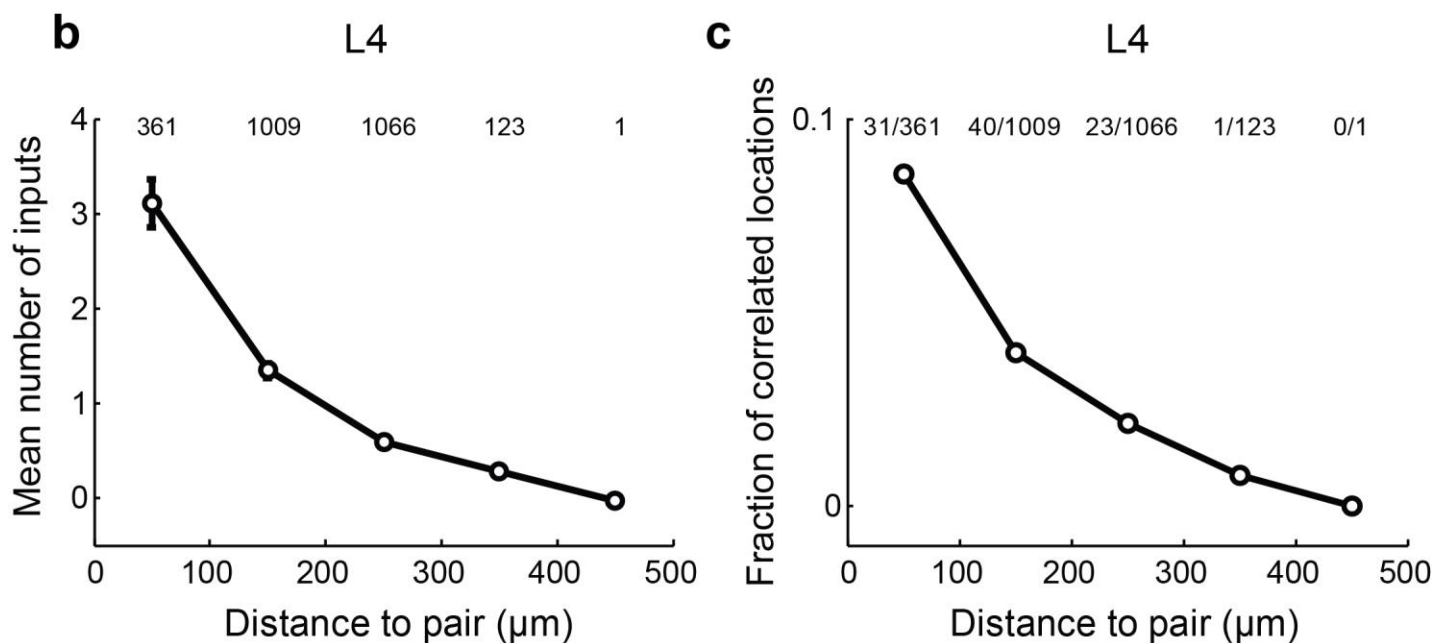 b
L4
Mean number of inputs
4
3
2
1
0
361 1009 1066 123 1
0 100 200 300 400 500
Distance to pair (μm)
c
L4
Fraction of correlated locations
0.1
0
31/361 40/1009 23/1066 1/123 0/1
0 100 200 300 400 500
Distance to pair (μm)